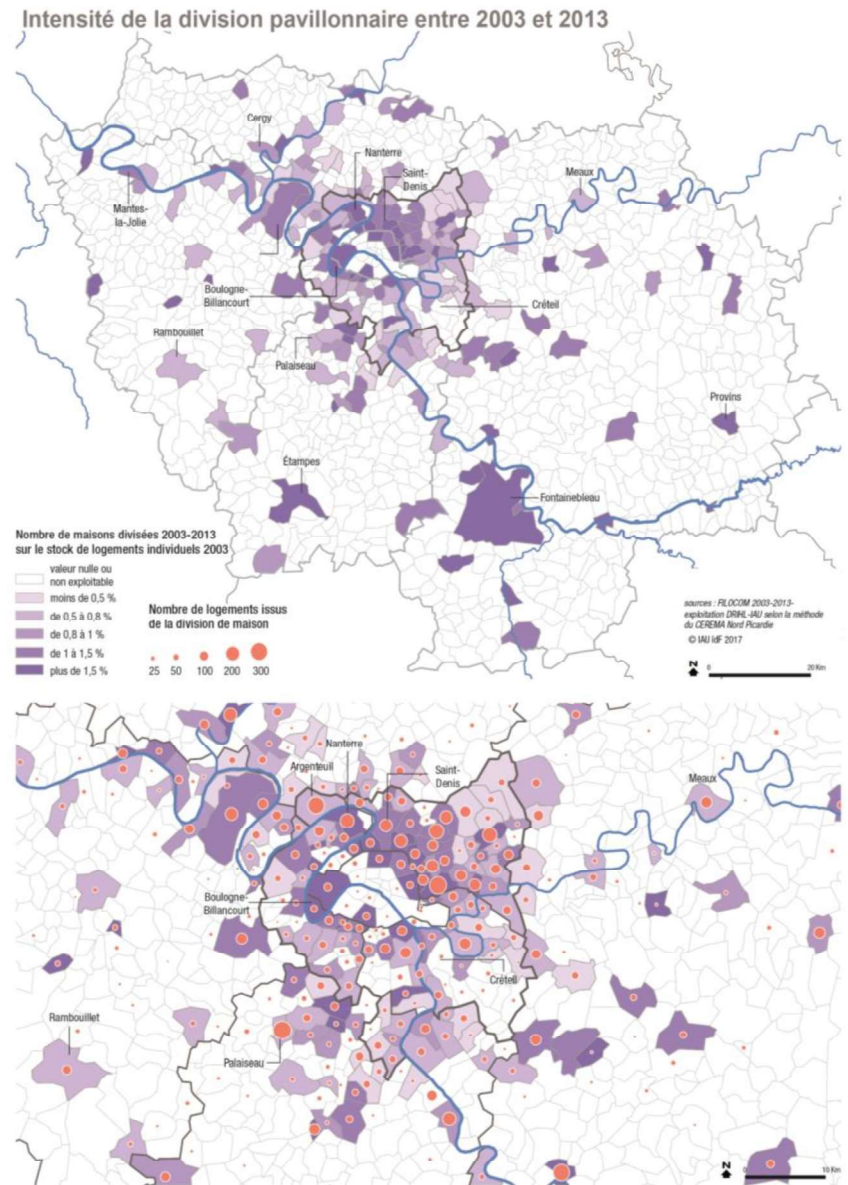 Intensité de la division pavillonnaire entre 2003 et 2013
Cergy
Nanterre
Saint-
Denis
Meaux
Mantes-
la-Jolie
Boulogne-
Billancourt
Créteil
Rambouillet
Palaiseau
Provins
Étampes
Fontainebleau
Nombre de maisons divisées 2003-2013
sur le stock de logements individuels 2003
valeur nulle ou
non exploitable
moins de 0,5 %
de 0,5 à 0,8 %
de 0,8 à 1 %
de 1 à 1,5 %
plus de 1,5 %
Nombre de logements issus
de la division de maison
25 50 100 200 300
sources : FILOCOM 2003-2013-
exploitation DRIHL-IAU selon la méthode
du CEREMA Nord Picardie
© IAU îdF 2017
N
0 20 Km
Nanterre
Argenteuil
Saint-
Denis
Meaux
Boulogne-
Billancourt
Créteil
Rambouillet
Palaiseau
N
0 10 Km